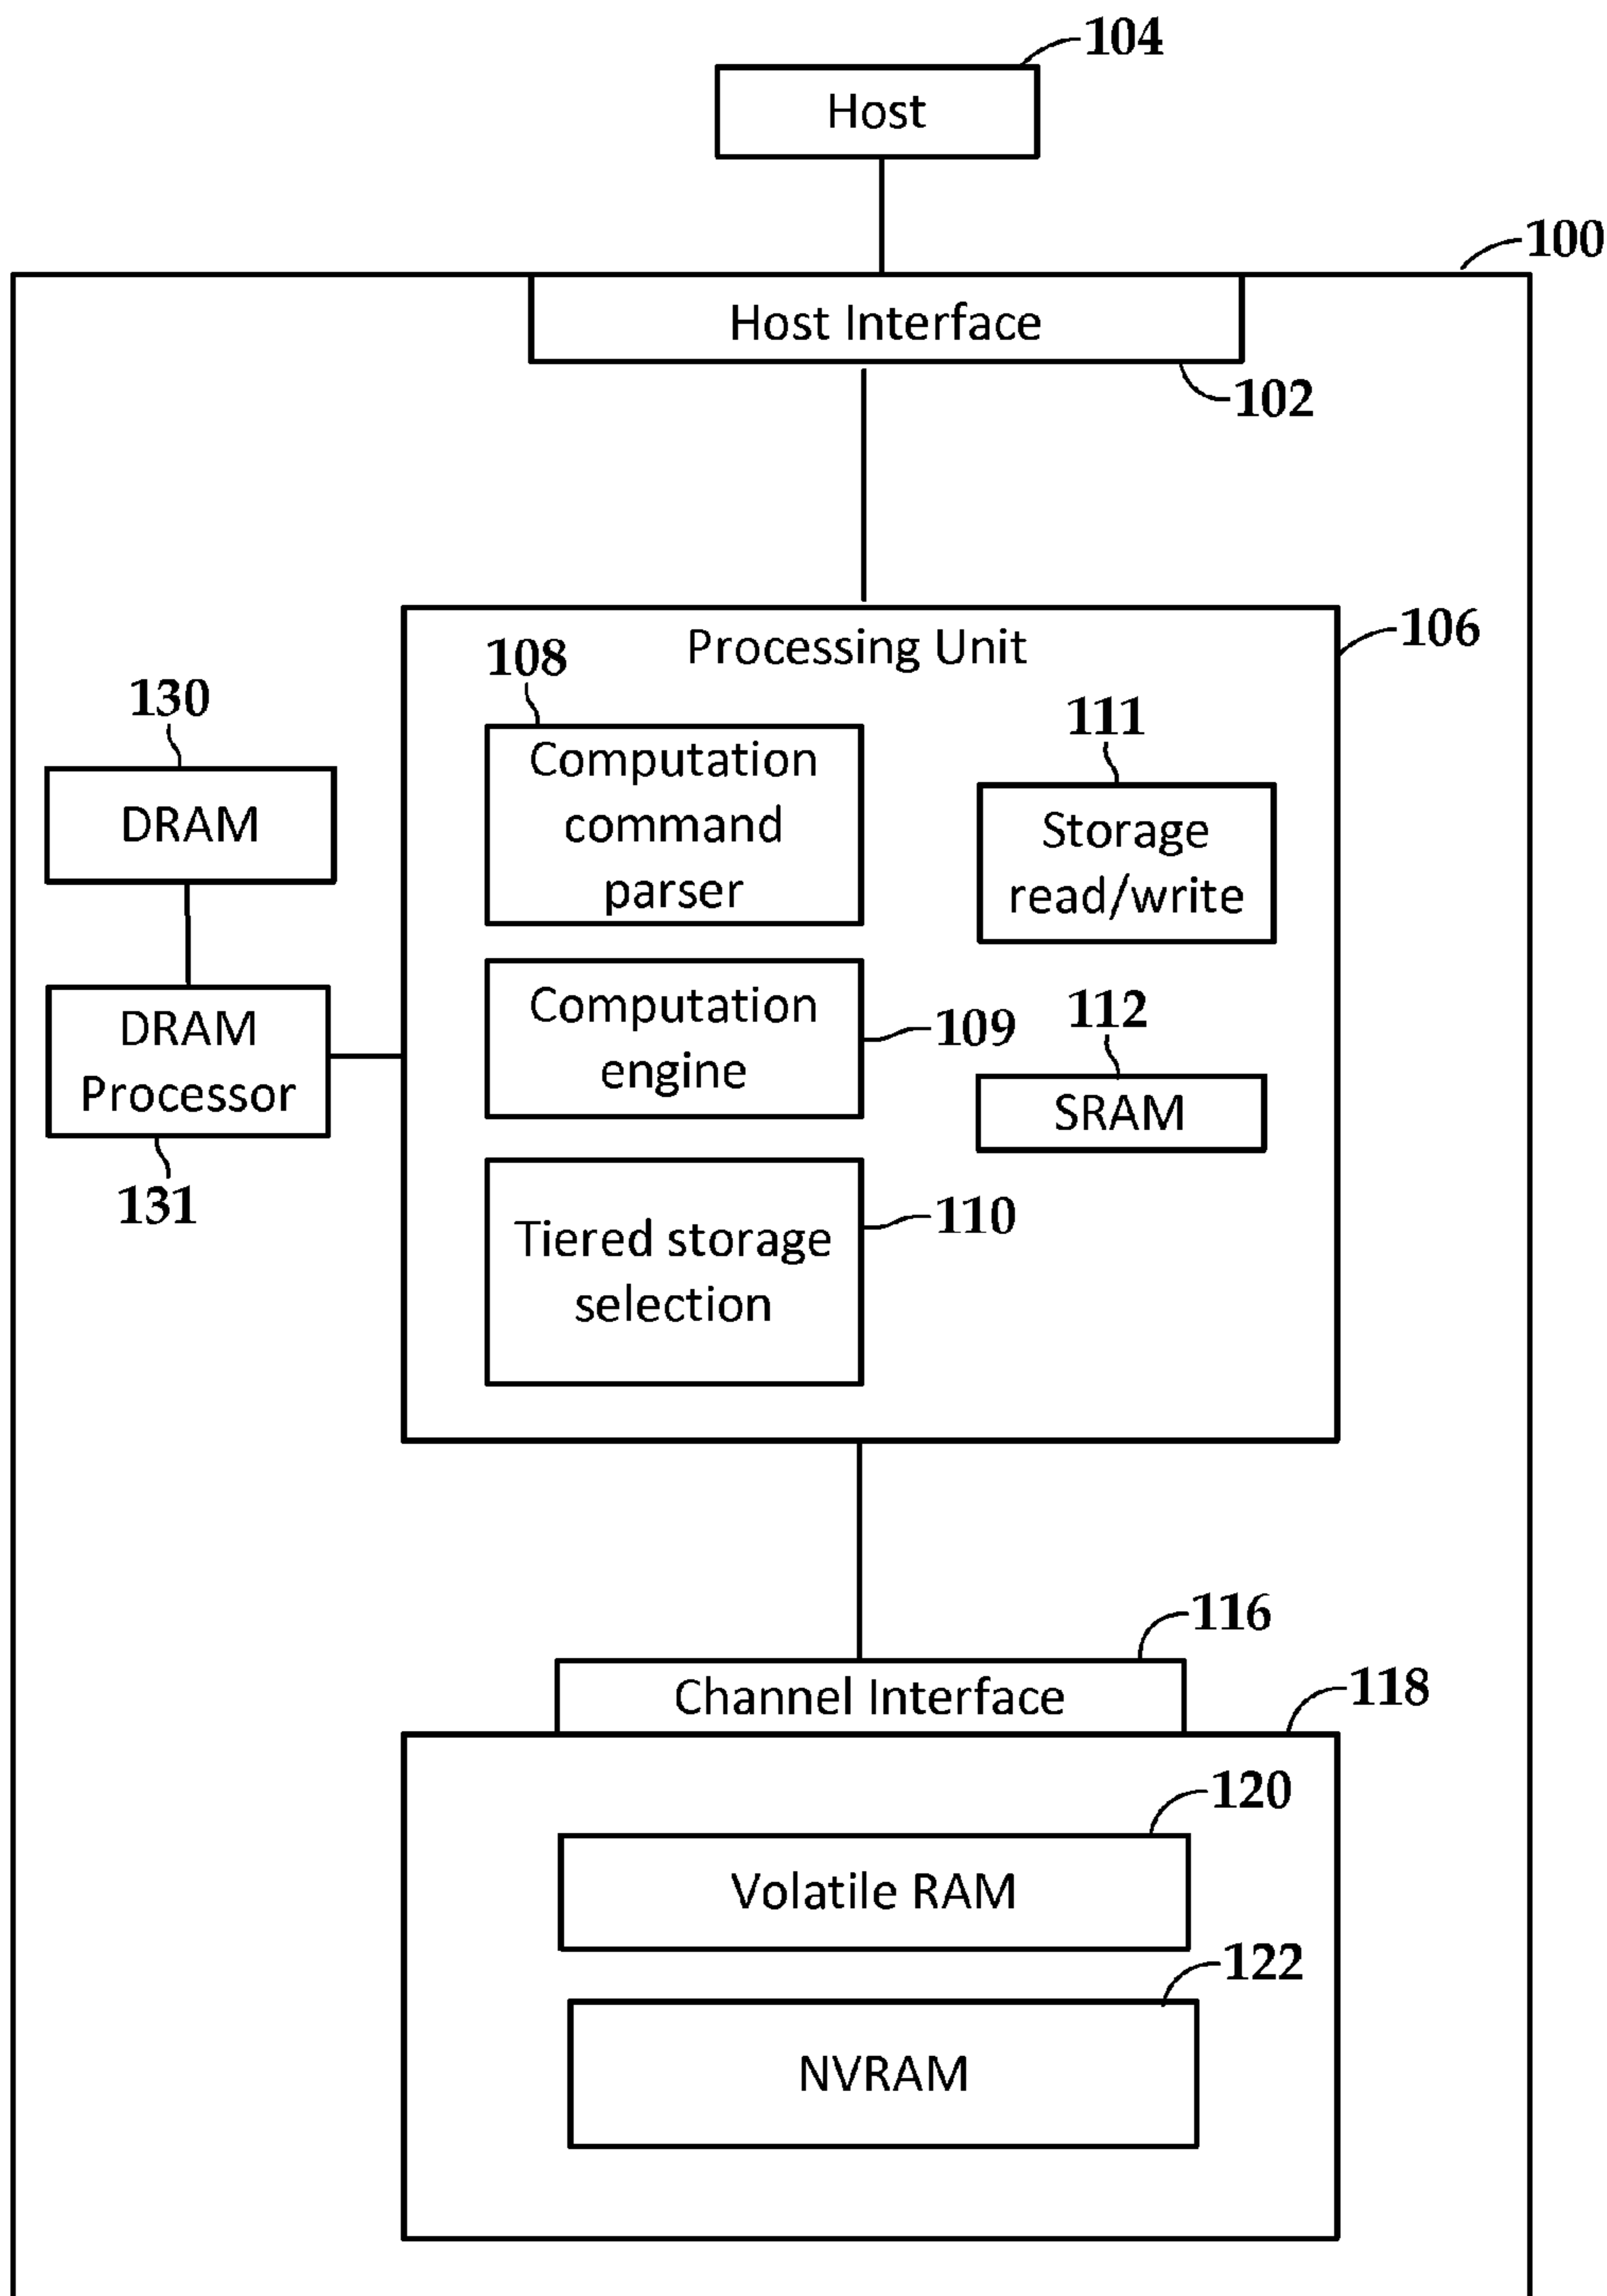 104
Host
100
Host Interface
102
106
Processing Unit
108
130
111
Computation
command
parser
DRAM
Storage
read/write
Computation
engine
109
112
DRAM
Processor
SRAM
131
110
Tiered storage
selection
116
Channel Interface
118
120
Volatile RAM
122
NVRAM